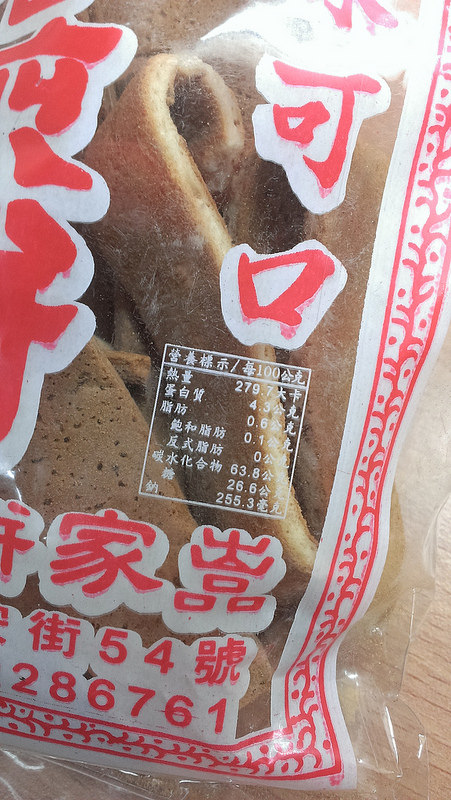 可口
營養標示/每100公克
熱量 279.7大卡
蛋白質 4.3公克
脂肪 0.6公克
飽和脂肪 0.1公克
反式脂肪 0公克
碳水化合物 63.8公克
糖 26.6公克
鈉 255.3毫克
家
街54號
286761